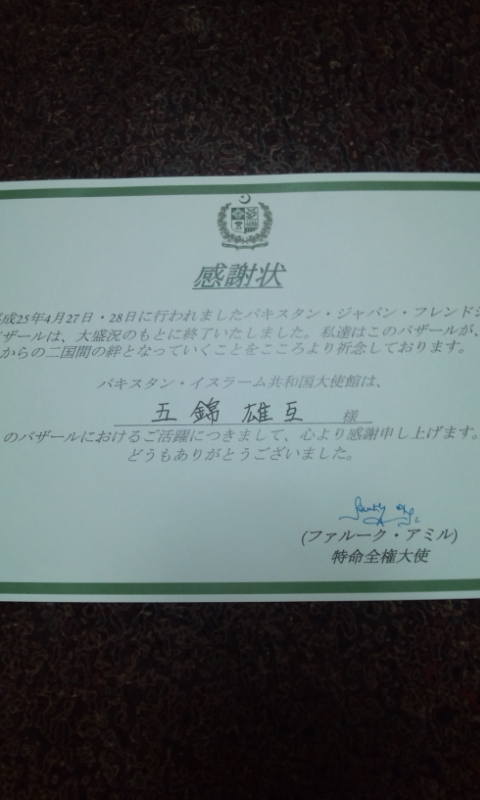 感謝状
成25年4月27日・28日に行われましたパキスタン・ジャパン・フレンドシ
ザールは、大盛況のもとに終了いたしました。私達はこのバザールが、
からの二国間の絆となっていくことをこころより祈念しております。
パキスタン・イスラーム共和国大使館は、
五錦 雄互 様
のバザールにおけるご活躍につきまして、心より感謝申し上げます。
どうもありがとうございました。
(ファルーク・アミル)
特命全権大使